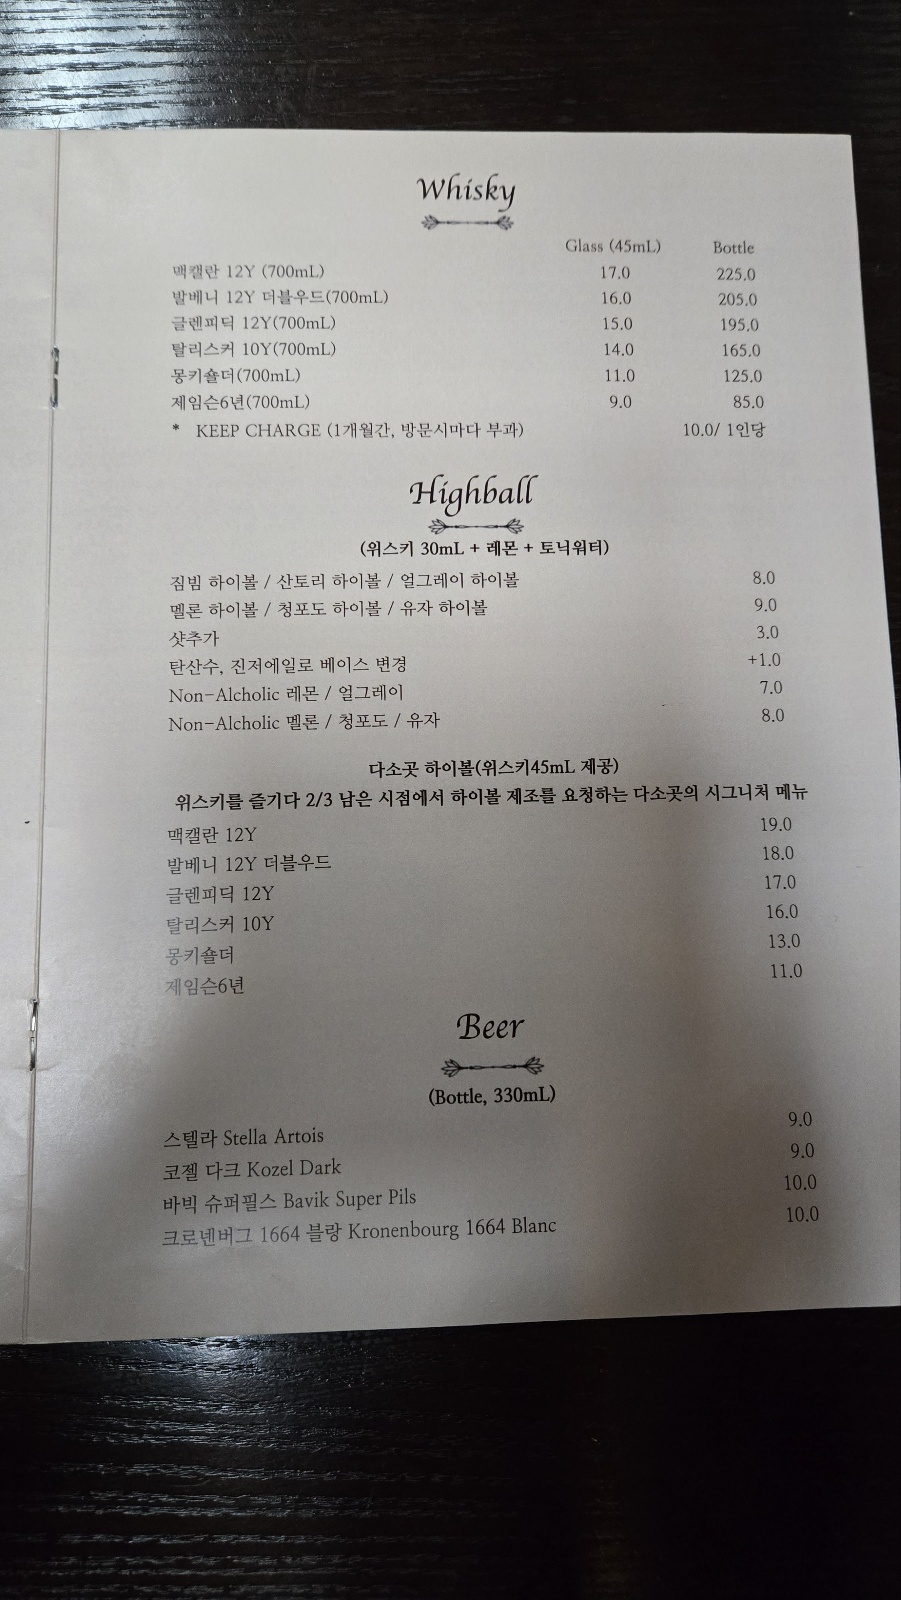 Whisky
Glass (45mL) Bottle
맥캘란 12Y (700mL) 17.0 225.0
발베니 12Y 더블우드(700mL) 16.0 205.0
글렌피딕 12Y(700mL) 15.0 195.0
탈리스커 10Y(700mL) 14.0 165.0
몽키숄더(700mL) 11.0 125.0
제임슨6년(700mL) 9.0 85.0
* KEEP CHARGE (1개월간, 방문시마다 부과) 10.0/ 1인당
Highball
(위스키 30mL + 레몬 + 토닉워터)
짐빔 하이볼 / 산토리 하이볼 / 얼그레이 하이볼 8.0
멜론 하이볼 / 청포도 하이볼 / 유자 하이볼 9.0
샷추가 3.0
탄산수, 진저에일로 베이스 변경 +1.0
Non-Alcholic 레몬 / 얼그레이 7.0
Non-Alcholic 멜론 / 청포도 / 유자 8.0
다소곳 하이볼(위스키45mL 제공)
위스키를 즐기다 2/3 남은 시점에서 하이볼 제조를 요청하는 다소곳의 시그니처 메뉴
맥캘란 12Y 19.0
발베니 12Y 더블우드 18.0
글렌피딕 12Y 17.0
탈리스커 10Y 16.0
몽키숄더 13.0
제임슨6년 11.0
Beer
(Bottle, 330mL)
스텔라 Stella Artois 9.0
코젤 다크 Kozel Dark 9.0
바빅 슈퍼필스 Bavik Super Pils 10.0
크로넨버그 1664 블랑 Kronenbourg 1664 Blanc 10.0